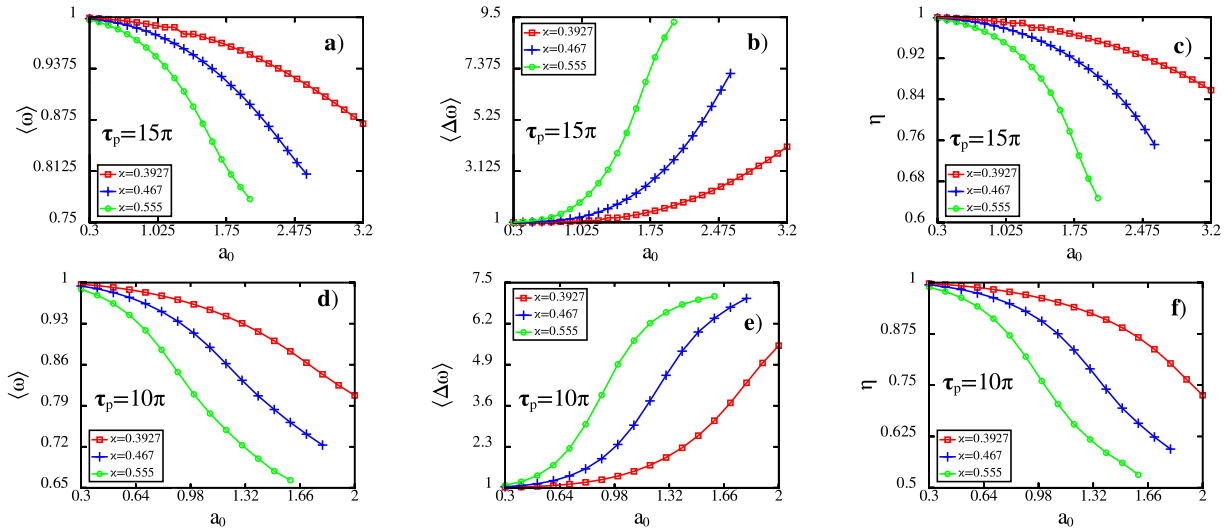 1
0.9375
0.875
0.8125
0.75
⟨ω⟩
a)
τp=15π
ϰ=0.3927
ϰ=0.467
ϰ=0.555
0.3 1.025 1.75 2.475 3.2
a0
9.5
7.375
5.25
3.125
1
⟨Δω⟩
b)
ϰ=0.3927
ϰ=0.467
ϰ=0.555
τp=15π
0.3 1.025 1.75 2.475 3.2
a0
1
0.92
0.84
0.76
0.68
0.6
η
c)
τp=15π
ϰ=0.3927
ϰ=0.467
ϰ=0.555
0.3 1.025 1.75 2.475 3.2
a0
1
0.93
0.86
0.79
0.72
0.65
⟨ω⟩
d)
τp=10π
ϰ=0.3927
ϰ=0.467
ϰ=0.555
0.3 0.64 0.98 1.32 1.66 2
a0
7.5
6.2
4.9
3.6
2.3
1
⟨Δω⟩
ϰ=0.3927
ϰ=0.467
ϰ=0.555
e)
τp=10π
0.3 0.64 0.98 1.32 1.66 2
a0
1
0.875
0.75
0.625
0.5
η
f)
τp=10π
ϰ=0.3927
ϰ=0.467
ϰ=0.555
0.3 0.64 0.98 1.32 1.66 2
a0